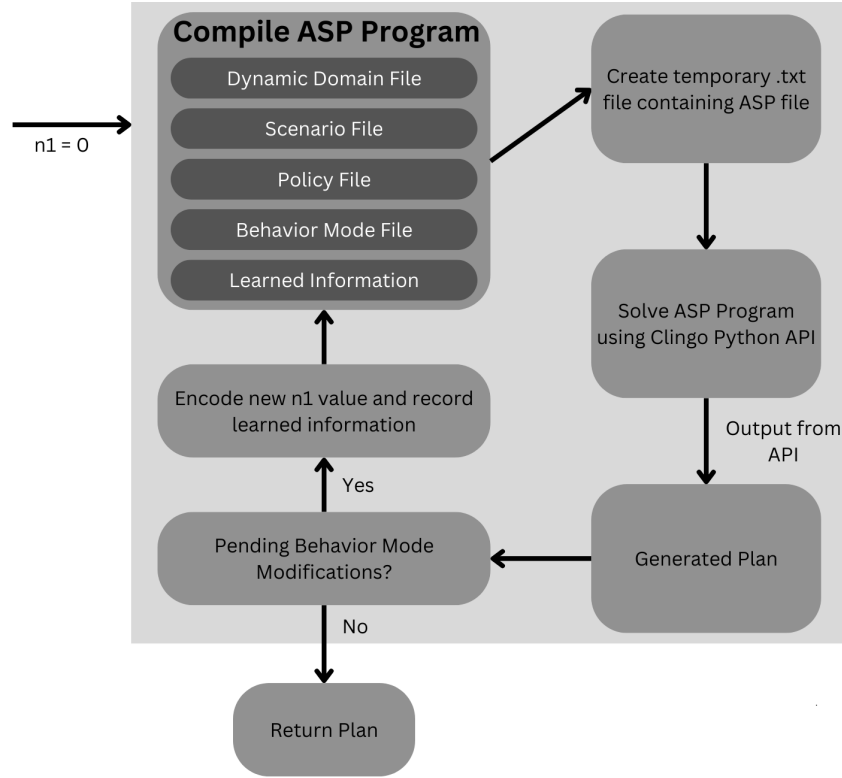 Compile ASP Program
Dynamic Domain File
Scenario File
Policy File
Behavior Mode File
Learned Information
n1 = 0
Create temporary .txt
file containing ASP file
Solve ASP Program
using Clingo Python API
Output from
API
Generated Plan
Pending Behavior Mode
Modifications?
Yes
Encode new n1 value and record
learned information
No
Return Plan